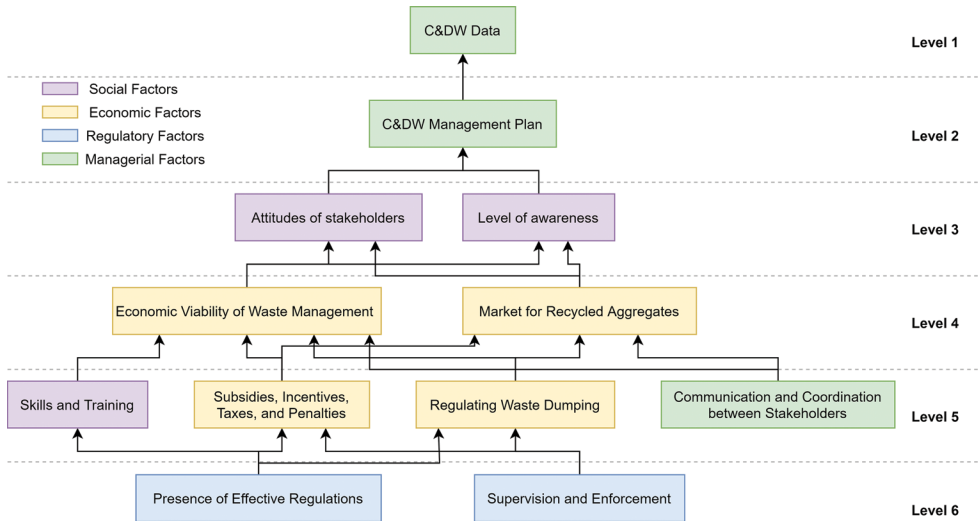 C&DW Data
Level 1
Social Factors
Economic Factors
Regulatory Factors
Managerial Factors
C&DW Management Plan
Level 2
Attitudes of stakeholders
Level of awareness
Level 3
Economic Viability of Waste Management
Market for Recycled Aggregates
Level 4
Skills and Training
Subsidies, Incentives,
Taxes, and Penalties
Regulating Waste Dumping
Communication and Coordination
between Stakeholders
Level 5
Presence of Effective Regulations
Supervision and Enforcement
Level 6